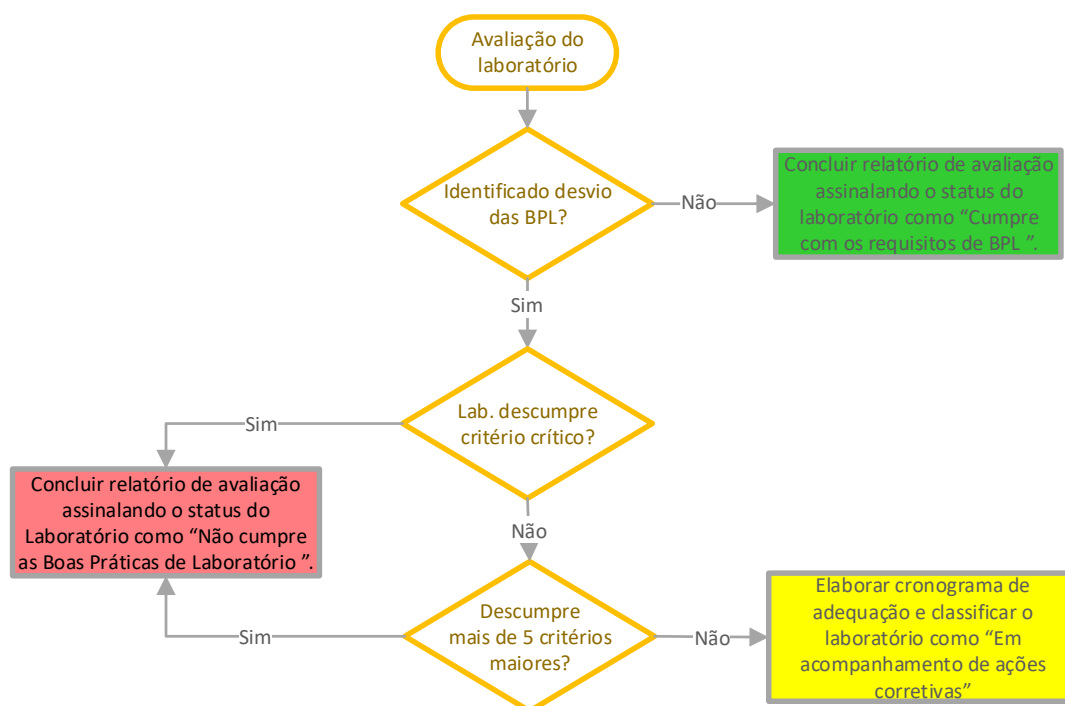 Avaliação do
laboratório
Identificado desvio
das BPL?
Não
Concluir relatório de avaliação
assinalando o status do
laboratório como “Cumpre
com os requisitos de BPL ”.
Sim
Lab. descumpre
critério crítico?
Sim
Concluir relatório de avaliação
assinalando o status do
Laboratório como “Não cumpre
as Boas Práticas de Laboratório ”.
Não
Descumpre
mais de 5 critérios
maiores?
Sim
Não
Elaborar cronograma de
adequação e classificar o
laboratório como “Em
acompanhamento de ações
corretivas”